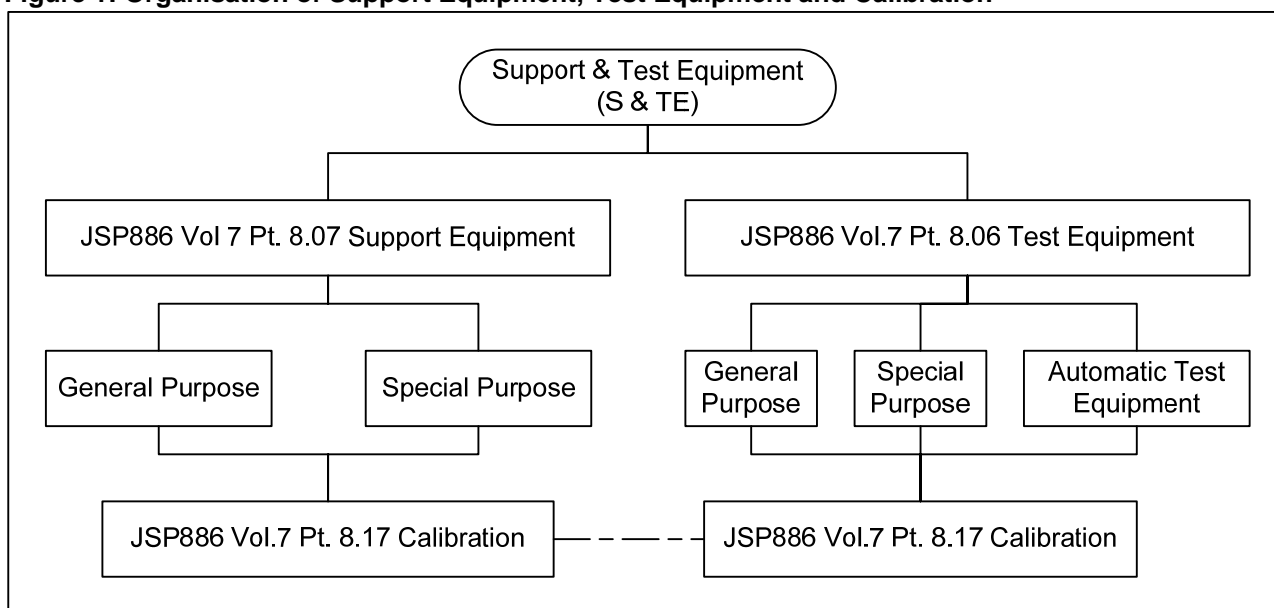 Figure 1: Organisation of Support Equipment, Test Equipment and Calibration
Support & Test Equipment
(S & TE)
JSP886 Vol 7 Pt. 8.07 Support Equipment
JSP886 Vol.7 Pt. 8.06 Test Equipment
General Purpose
Special Purpose
General
Purpose
Special
Purpose
Automatic Test
Equipment
JSP886 Vol.7 Pt. 8.17 Calibration
JSP886 Vol.7 Pt. 8.17 Calibration